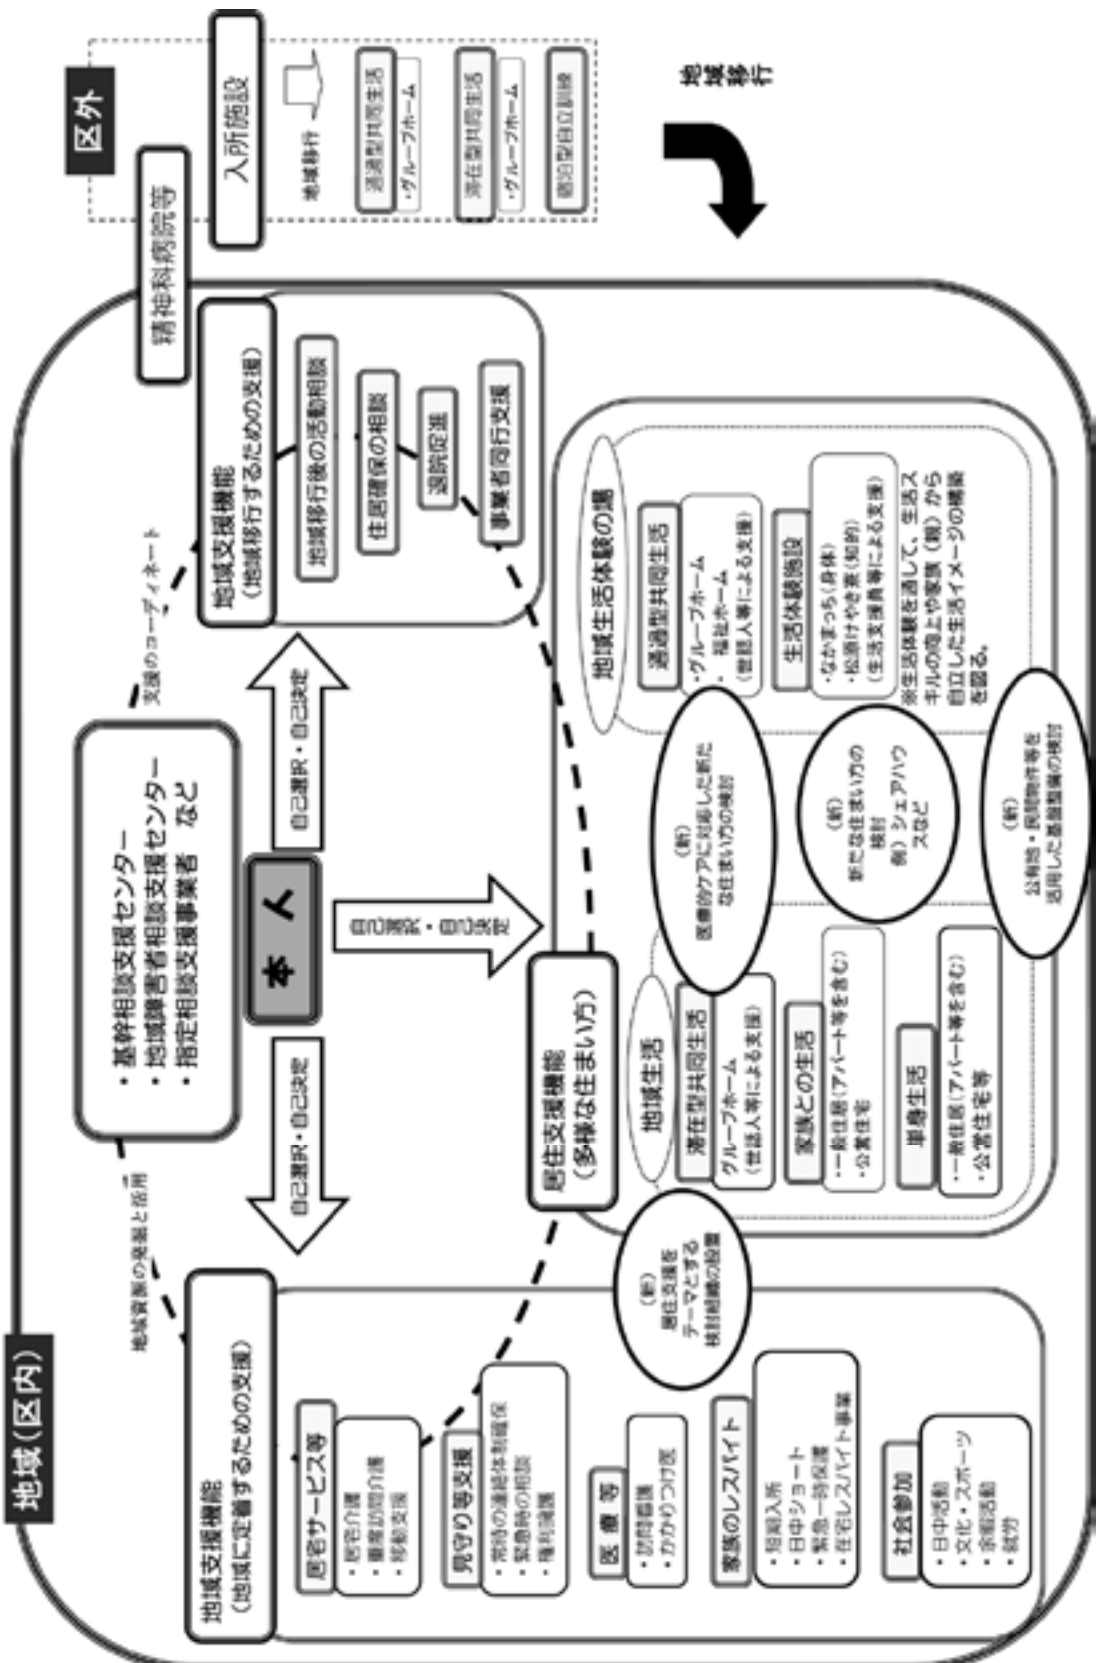 地域(区内)
区外
・基幹相談支援センター
・地域障害者相談支援センター
・指定相談支援事業者 など
地域資源の発掘と活用
支援のコーディネート
本 人
自己選択・自己決定
自己選択・自己決定
自己選択・自己決定
精神科病院等
入所施設
地域移行
通過型共同生活
・グループホーム
滞在型共同生活
・グループホーム
宿泊型自立訓練
地域
移行
地域支援機能
(地域に定着するための支援)
居宅サービス等
・居宅介護
・重度訪問介護
・移動支援
見守り等支援
・常時の連絡体制確保
・緊急時の相談
・権利擁護
医 療 等
・訪問看護
・かかりつけ医
家族のレスパイト
・短期入所
・日中ショート
・緊急一時保護
・在宅レスパイト事業
社会参加
・日中活動
・文化・スポーツ
・余暇活動
・就労
地域支援機能
(地域移行するための支援)
地域移行後の活動相談
住居確保の相談
退院促進
事業者同行支援
居住支援機能
(多様な住まい方)
地域生活
滞在型共同生活
グループホーム
(世話人等による支援)
家族との生活
・一般住居(アパート等を含む)
・公営住宅
単身生活
・一般住居(アパート等を含む)
・公営住宅等
地域生活体験の場
通過型共同生活
・グループホーム
・ 福祉ホーム
(世話人等による支援)
生活体験施設
・なかまっち(身体)
・松原けやき寮(知的)
(生活支援員等による支援)
※生活体験を通して、生活ス
キルの向上や家族(親)から
自立した生活イメージの構築
を図る。
(新)
居住支援を
テーマとする
検討組織の設置
(新)
医療的ケアに対応した新た
な住まい方の検討
(新)
新たな住まい方の
検討
例)シェアハウ
スなど
(新)
公有地・民間物件等を
活用した基盤整備の検討